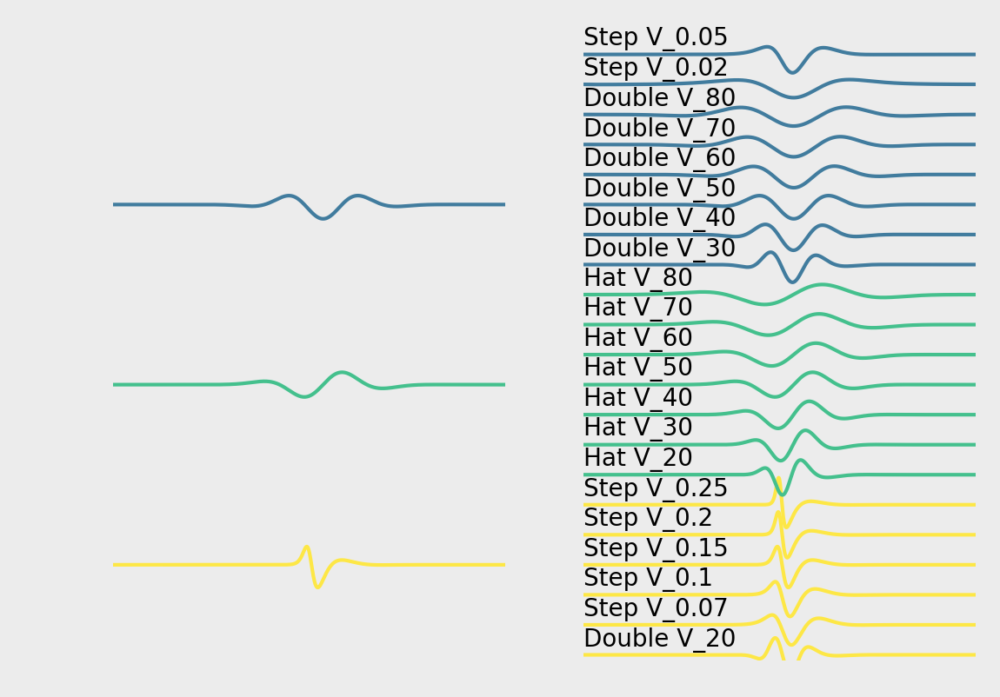 Step V_0.05
Step V_0.02
Double V_80
Double V_70
Double V_60
Double V_50
Double V_40
Double V_30
Hat V_80
Hat V_70
Hat V_60
Hat V_50
Hat V_40
Hat V_30
Hat V_20
Step V_0.25
Step V_0.2
Step V_0.15
Step V_0.1
Step V_0.07
Double V_20